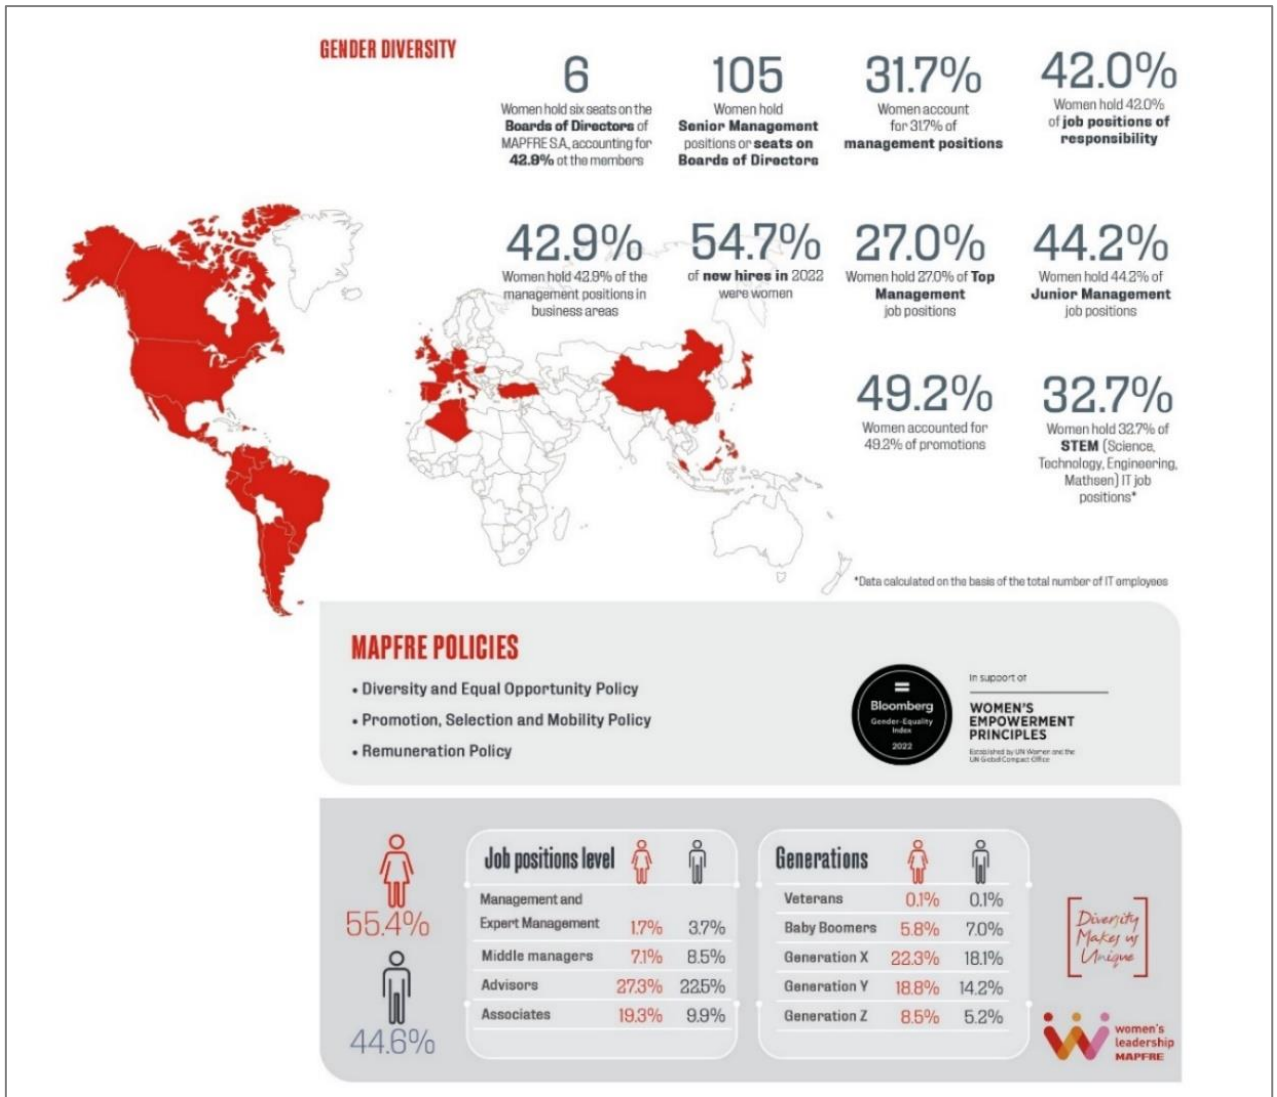 GENDER DIVERSITY
6
Women hold six seats on the
Boards of Directors of
MAPFRE S.A., accounting for
42.9% ot the members
105
Women hold
Senior Management
positions or seats on
Boards of Directors
31.7%
Women account
for 31.7% of
management positions
42.0%
Women hold 42.0%
of job positions of
responsibility
42.9%
Women hold 42.9% of the
management positions in
business areas
54.7%
of new hires in 2022
were women
27.0%
Women hold 27.0% of Top
Management
job positions
44.2%
Women hold 44.2% of
Junior Management
job positions
49.2%
Women accounted for
49.2% of promotions
32.7%
Women hold 32.7% of
STEM (Science,
Technology, Engineering,
Mathsen) IT job
positions*
*Data calculated on the basis of the total number of IT employees
MAPFRE POLICIES
• Diversity and Equal Opportunity Policy
• Promotion, Selection and Mobility Policy
• Remuneration Policy
Bloomberg
Gender-Equality
Index
2022
In support of
WOMEN'S
EMPOWERMENT
PRINCIPLES
Established by UN Women and the
UN Global Compact Office
55.4%
44.6%
Job positions level
Management and
Expert Management 1.7% 3.7%
Middle managers 7.1% 8.5%
Advisors 27.3% 22.5%
Associates 19.3% 9.9%
Generations
Veterans 0.1% 0.1%
Baby Boomers 5.8% 7.0%
Generation X 22.3% 18.1%
Generation Y 18.8% 14.2%
Generation Z 8.5% 5.2%
Diversity
Makes us
Unique
women's
leadership
MAPFRE